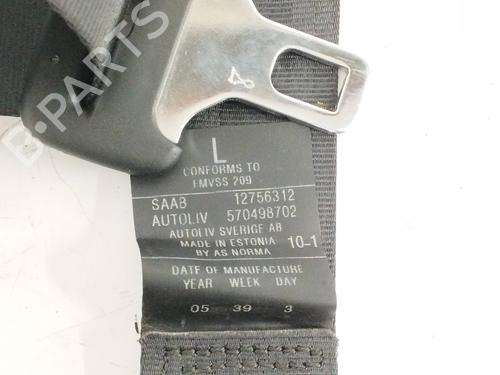 B-PARTS
L
CONFORMS TO
FMVSS 209
SAAB 12756312
AUTOLIV 570498702
AUTOLIV SVERIGE AB
MADE IN ESTONIA 10-1
BY AS NORMA
DATE OF MANUFACTURE
YEAR WEEK DAY
05 39 3